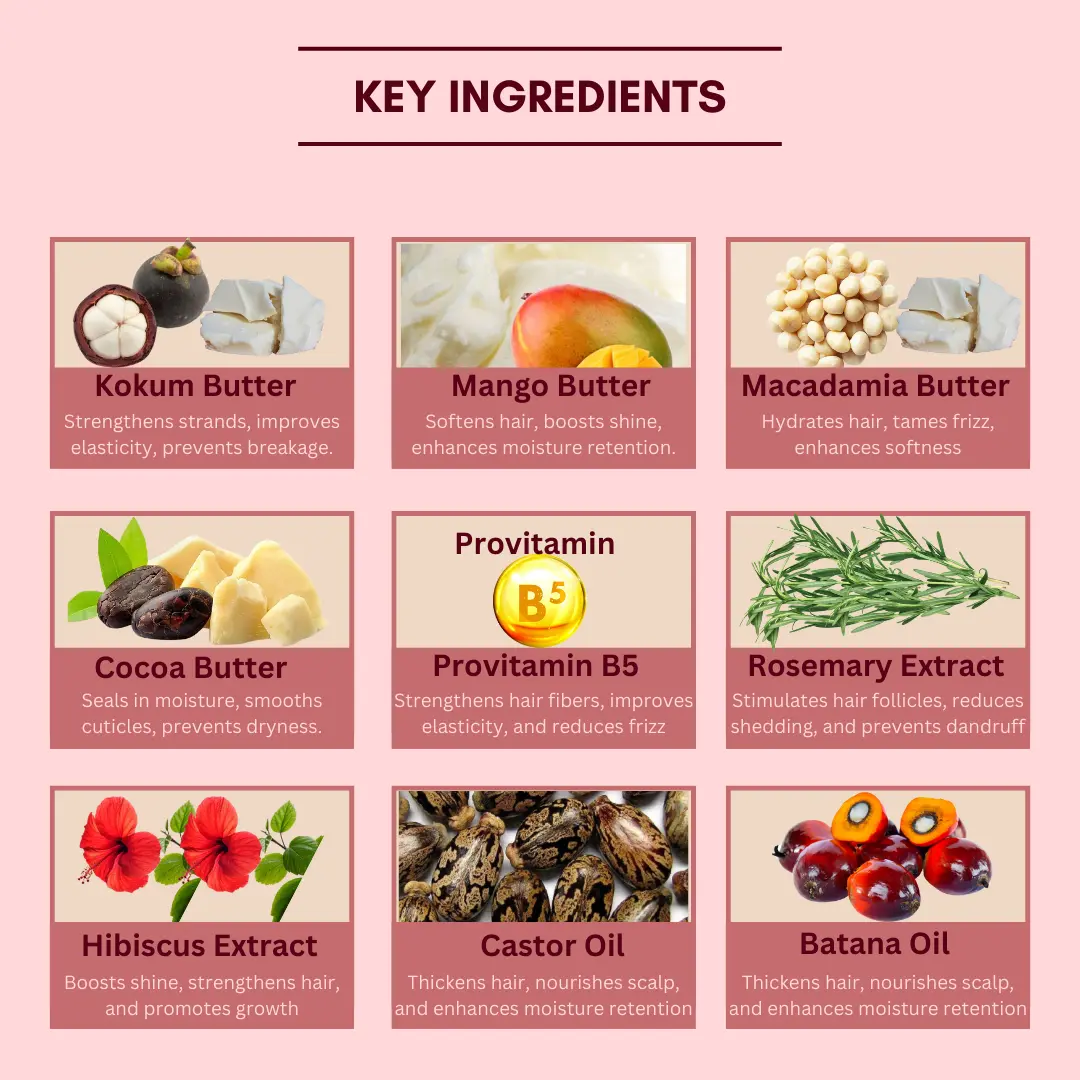 KEY INGREDIENTS
Kokum Butter
Strengthens strands, improves
elasticity, prevents breakage.
Mango Butter
Softens hair, boosts shine,
enhances moisture retention.
Macadamia Butter
Hydrates hair, tames frizz,
enhances softness
Cocoa Butter
Seals in moisture, smooths
cuticles, prevents dryness.
Provitamin
B⁵
Provitamin B5
Strengthens hair fibers, improves
elasticity, and reduces frizz
Rosemary Extract
Stimulates hair follicles, reduces
shedding, and prevents dandruff
Hibiscus Extract
Boosts shine, strengthens hair,
and promotes growth
Castor Oil
Thickens hair, nourishes scalp,
and enhances moisture retention
Batana Oil
Thickens hair, nourishes scalp,
and enhances moisture retention